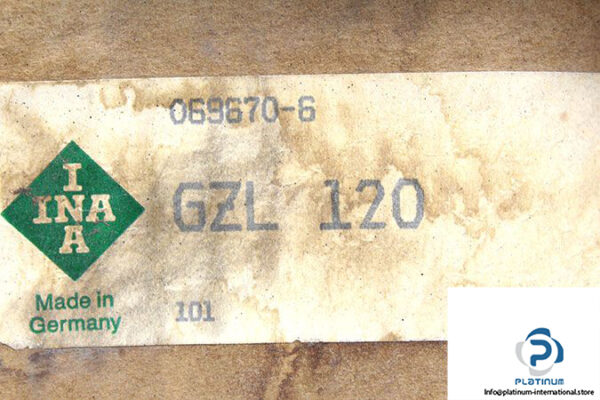 069670-6
I
INA
A
GZL 120
Made in
Germany
101
PLATINUM
Info@platinum-international.store